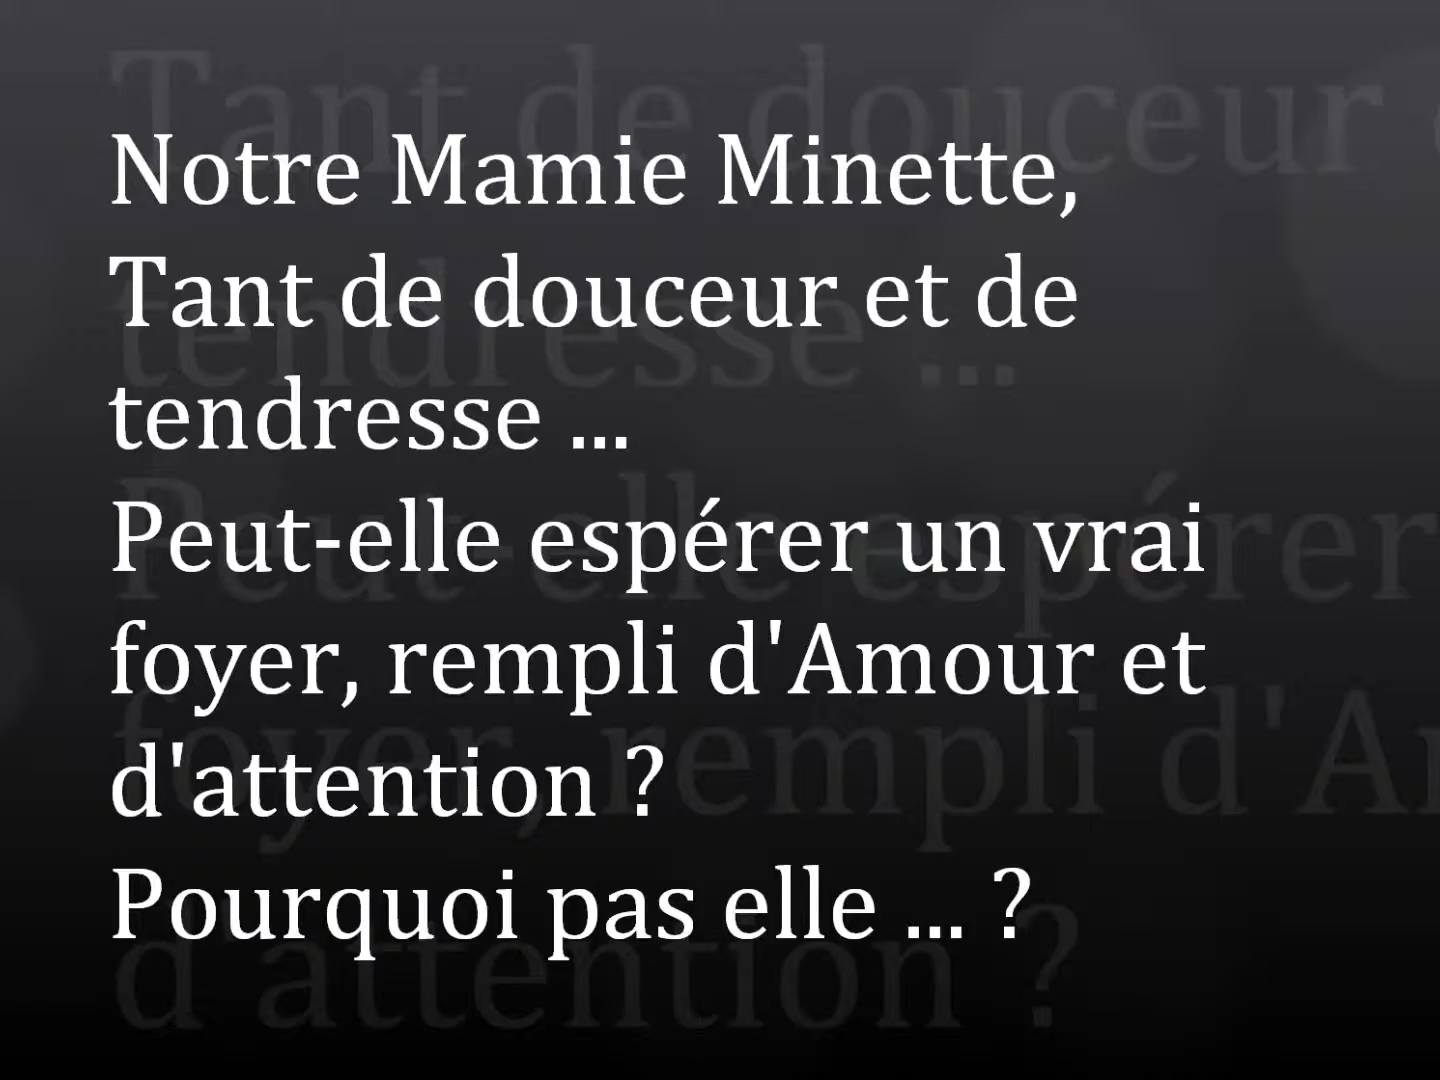 Notre Mamie Minette,
Tant de douceur et de
tendresse ...
Peut-elle espérer un vrai
foyer, rempli d'Amour et
d'attention ?
Pourquoi pas elle ... ?